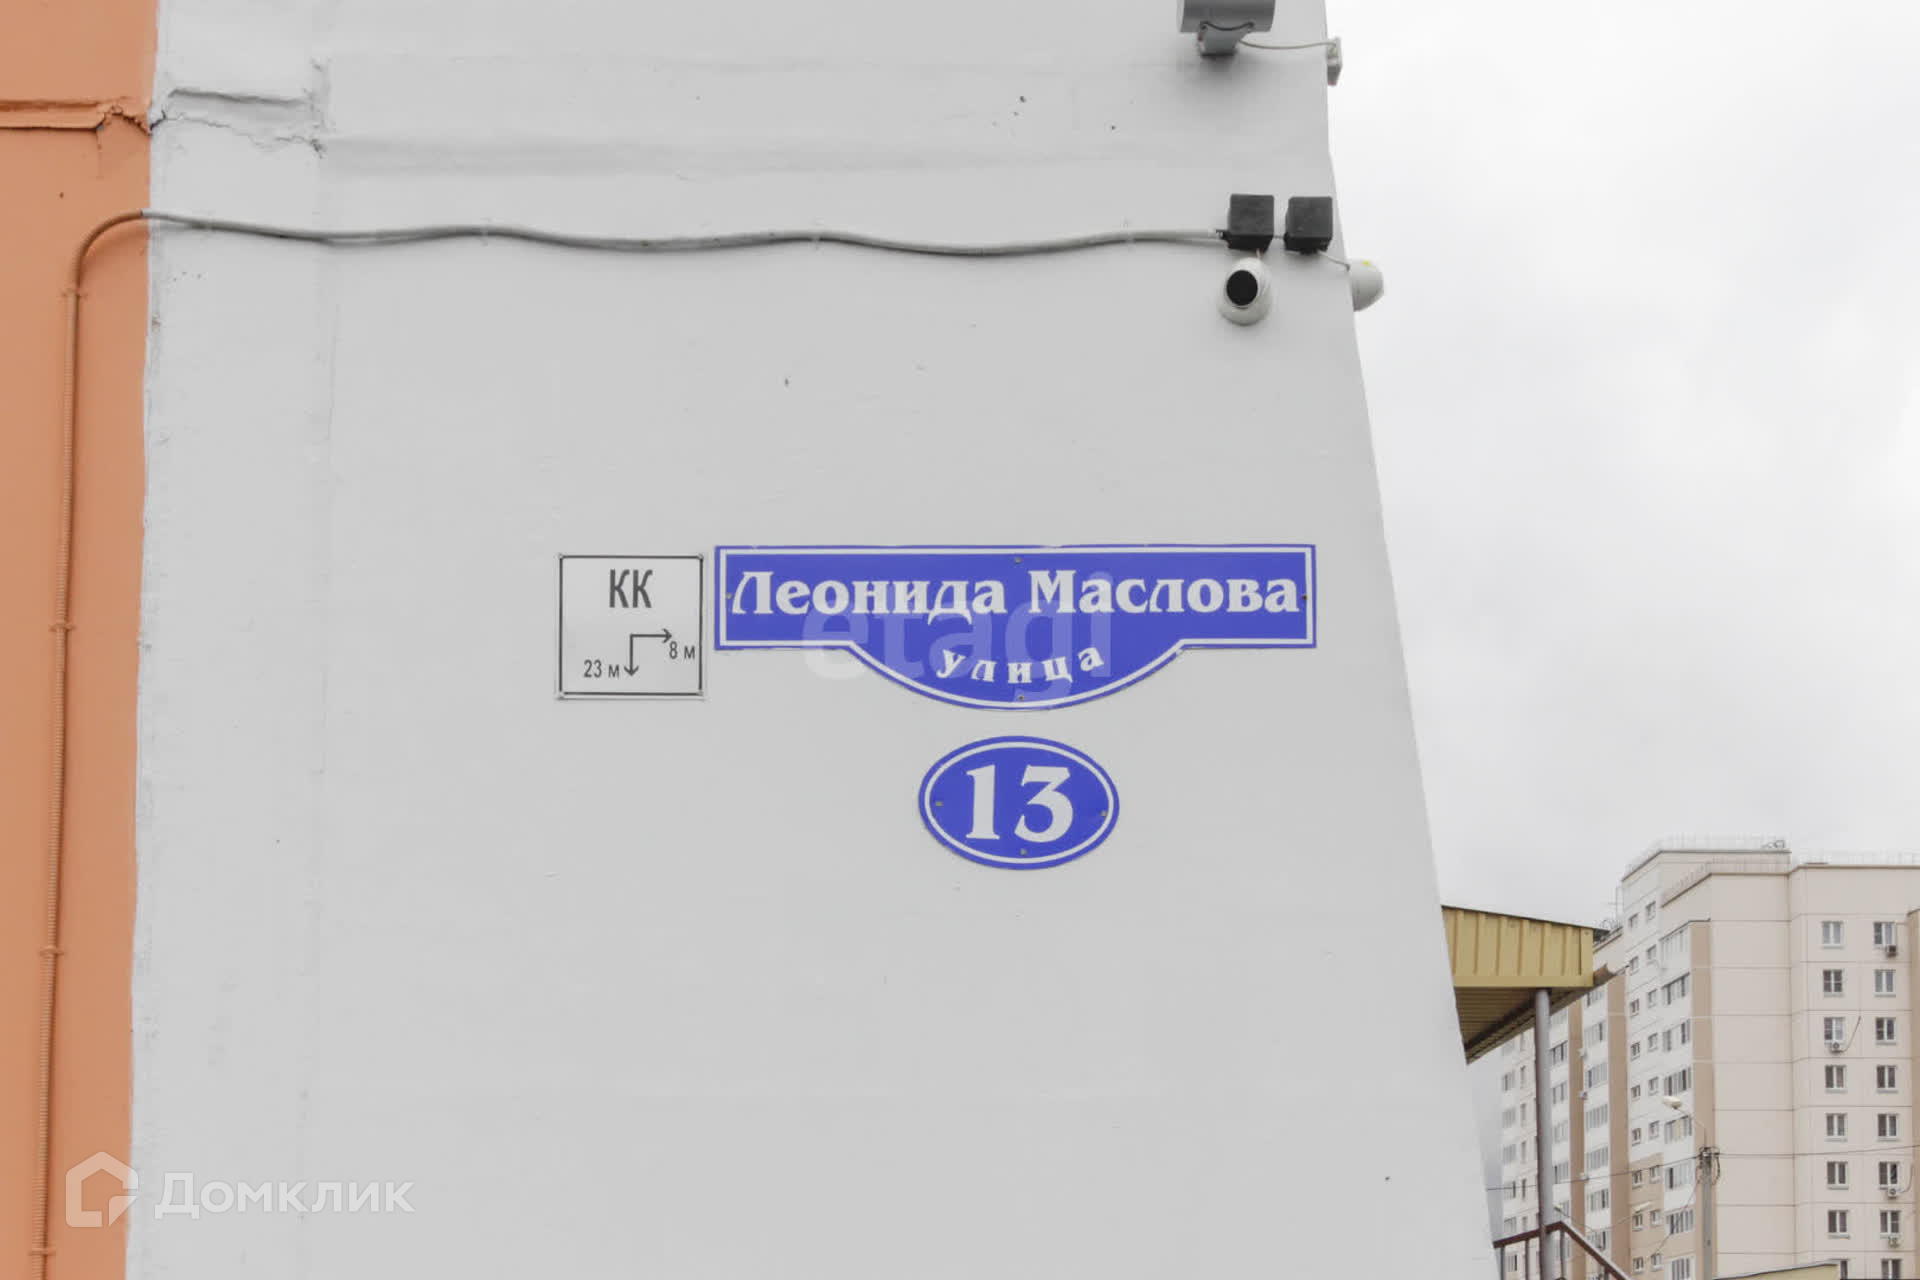 КК
8 м
23 м
Леонида Маслова
улица
13
etagi
Домклик